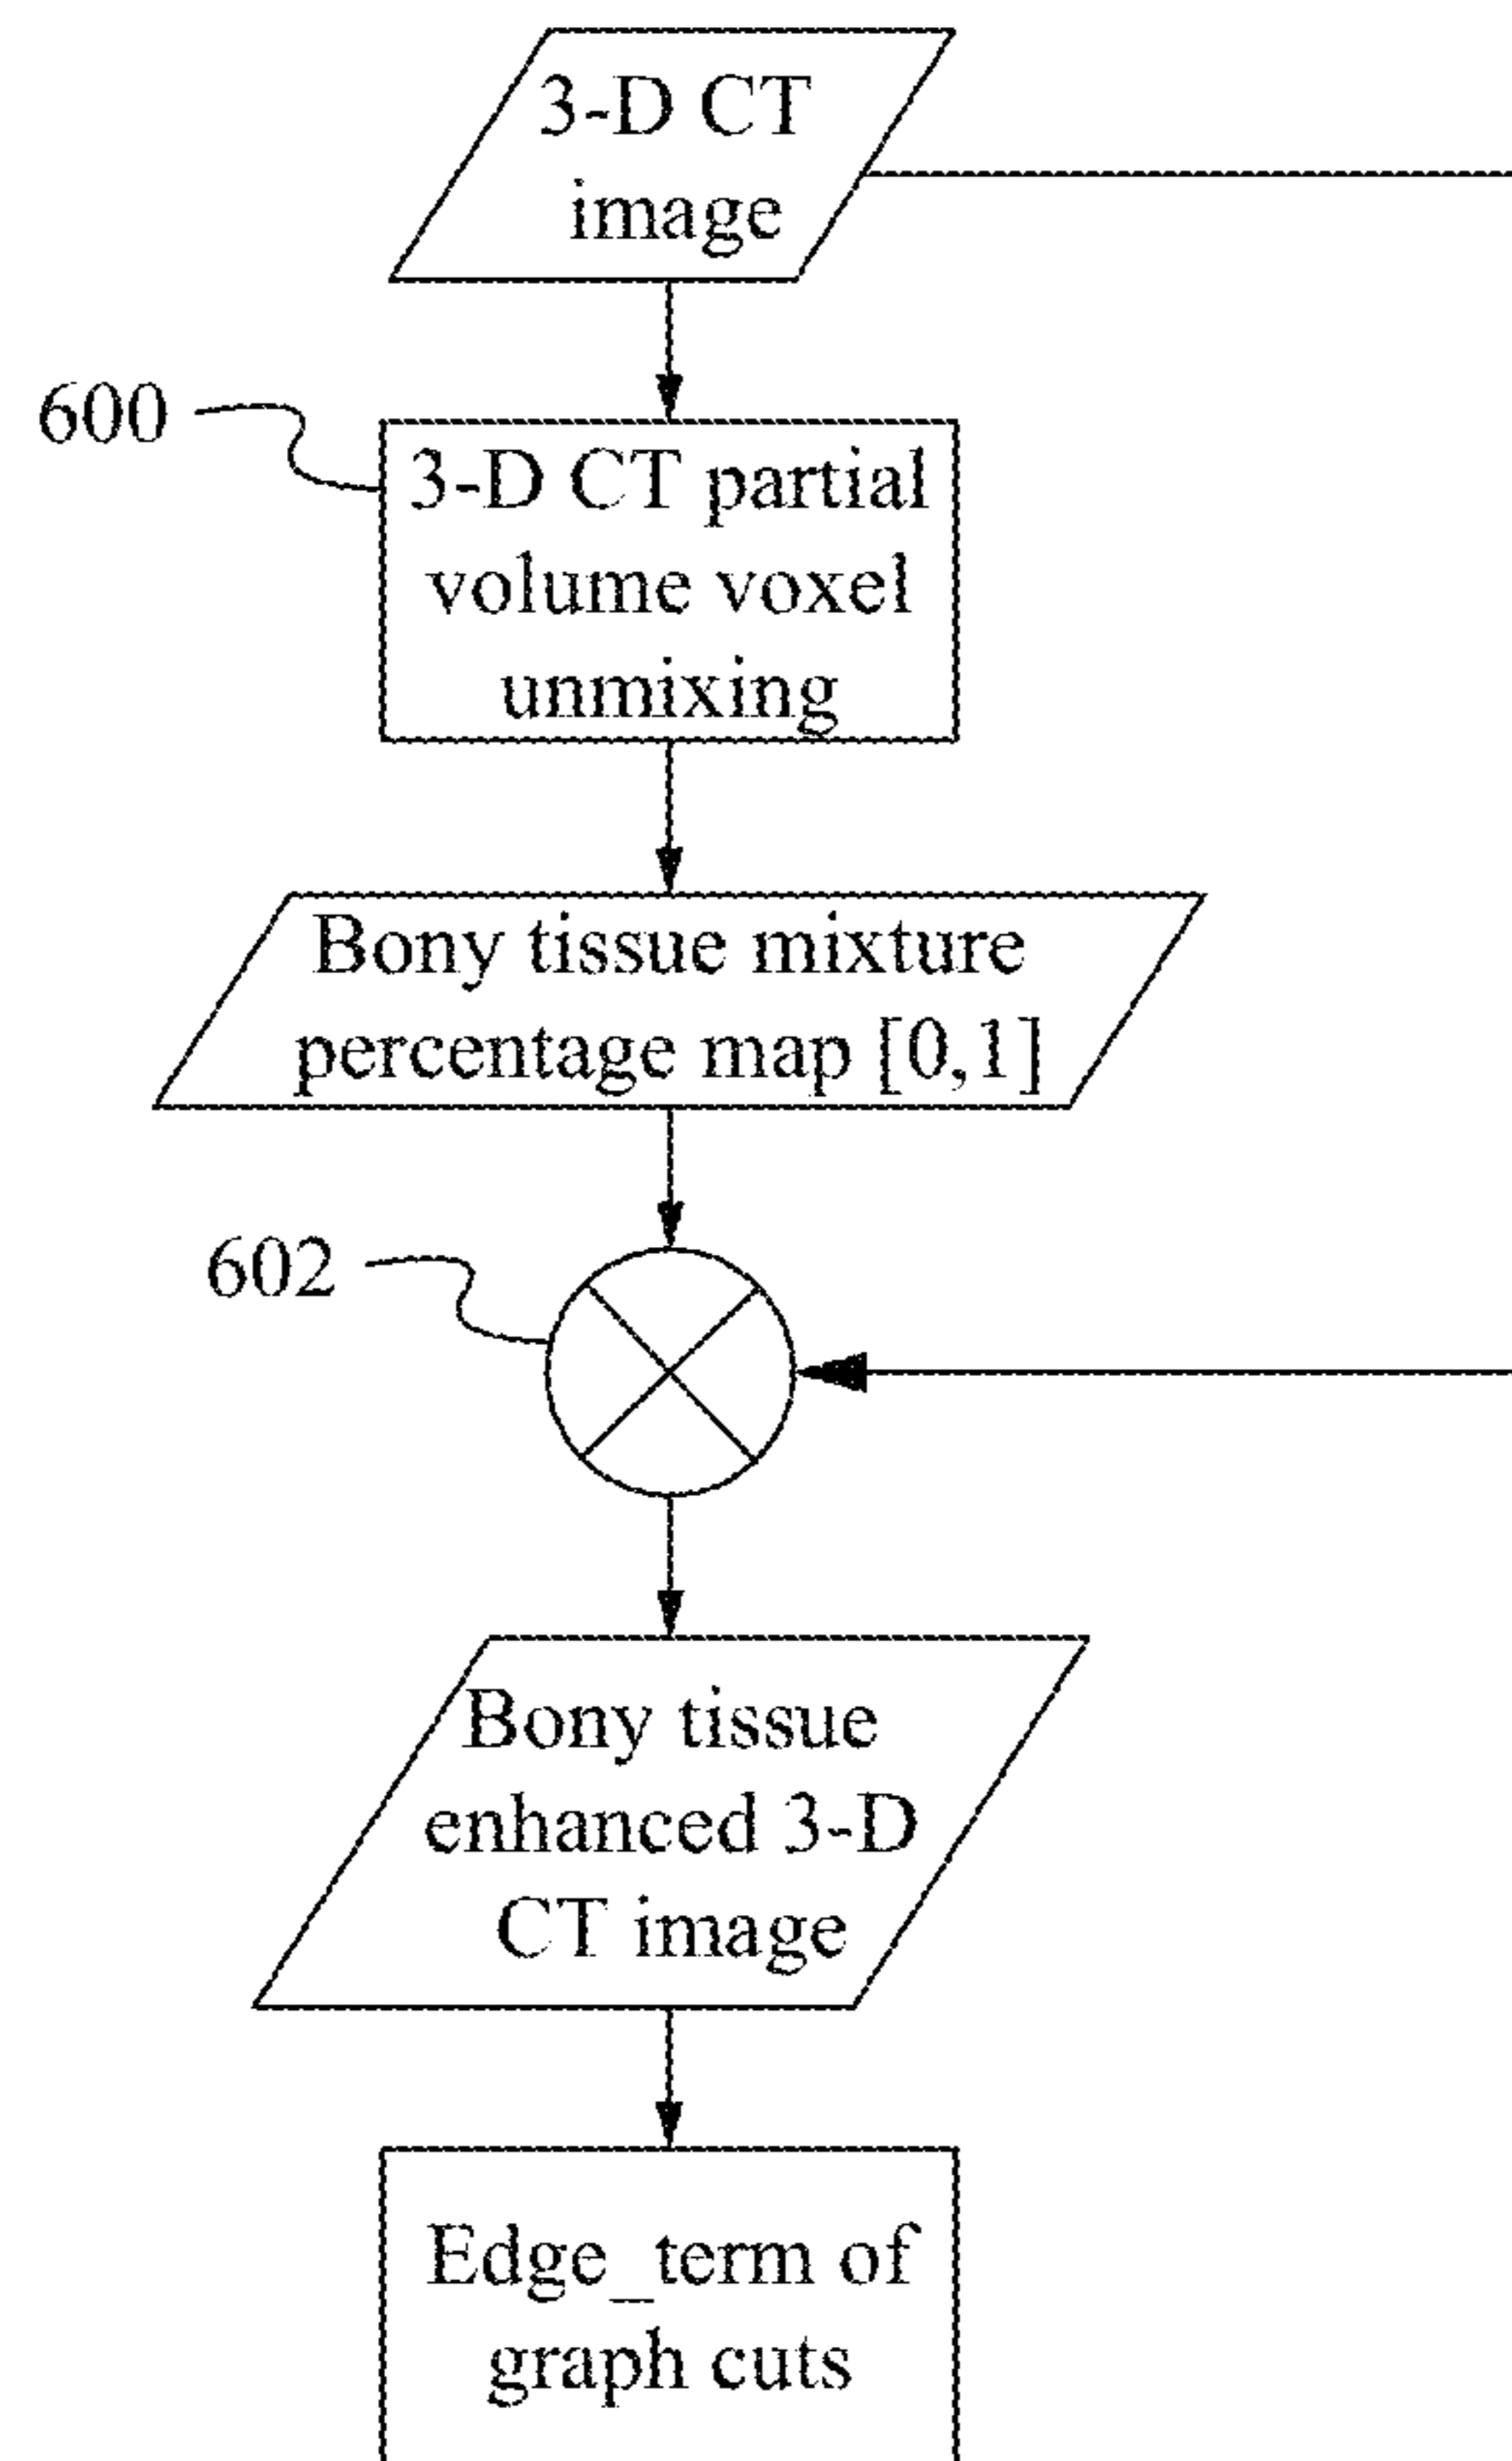 3-D CT
image
600
3-D CT partial
volume voxel
unmixing
Bony tissue mixture
percentage map [0,1]
602
Bony tissue
enhanced 3-D
CT image
Edge_term of
graph cuts